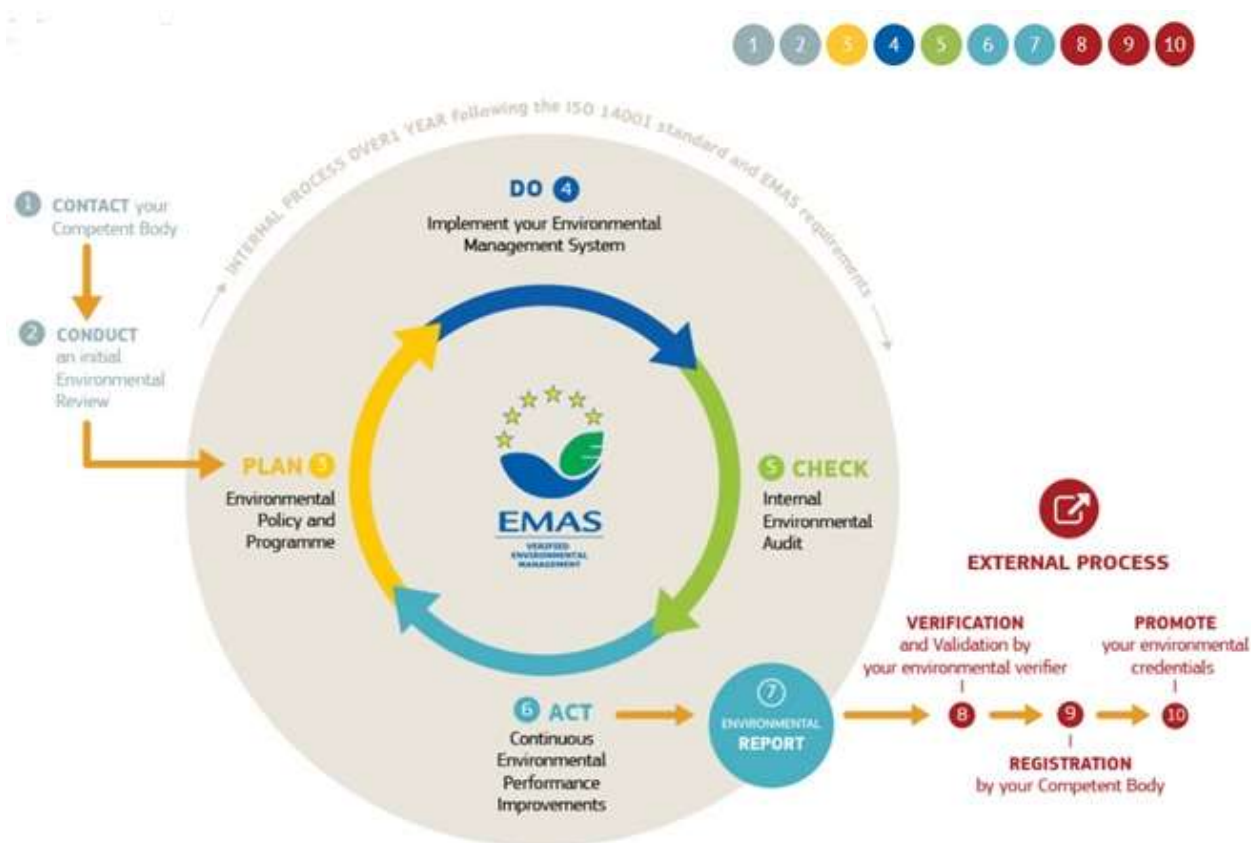 1 2 3 4 5 6 7 8 9 10
INTERNAL PROCESS OVER1 YEAR following the ISO 14001 standard and EMAS requirements
1 CONTACT your
Competent Body
2 CONDUCT
an initial
Environmental
Review
PLAN 3
Environmental
Policy and
Programme
DO 4
Implement your Environmental
Management System
5 CHECK
Internal
Environmental
Audit
EMAS
VERIFIED
ENVIRONMENTAL
MANAGEMENT
6 ACT
Continuous
Environmental
Performance
Improvements
7
ENVIRONMENTAL
REPORT
EXTERNAL PROCESS
VERIFICATION
and Validation by
your environmental verifier
8
9
REGISTRATION
by your Competent Body
PROMOTE
your environmental
credentials
10